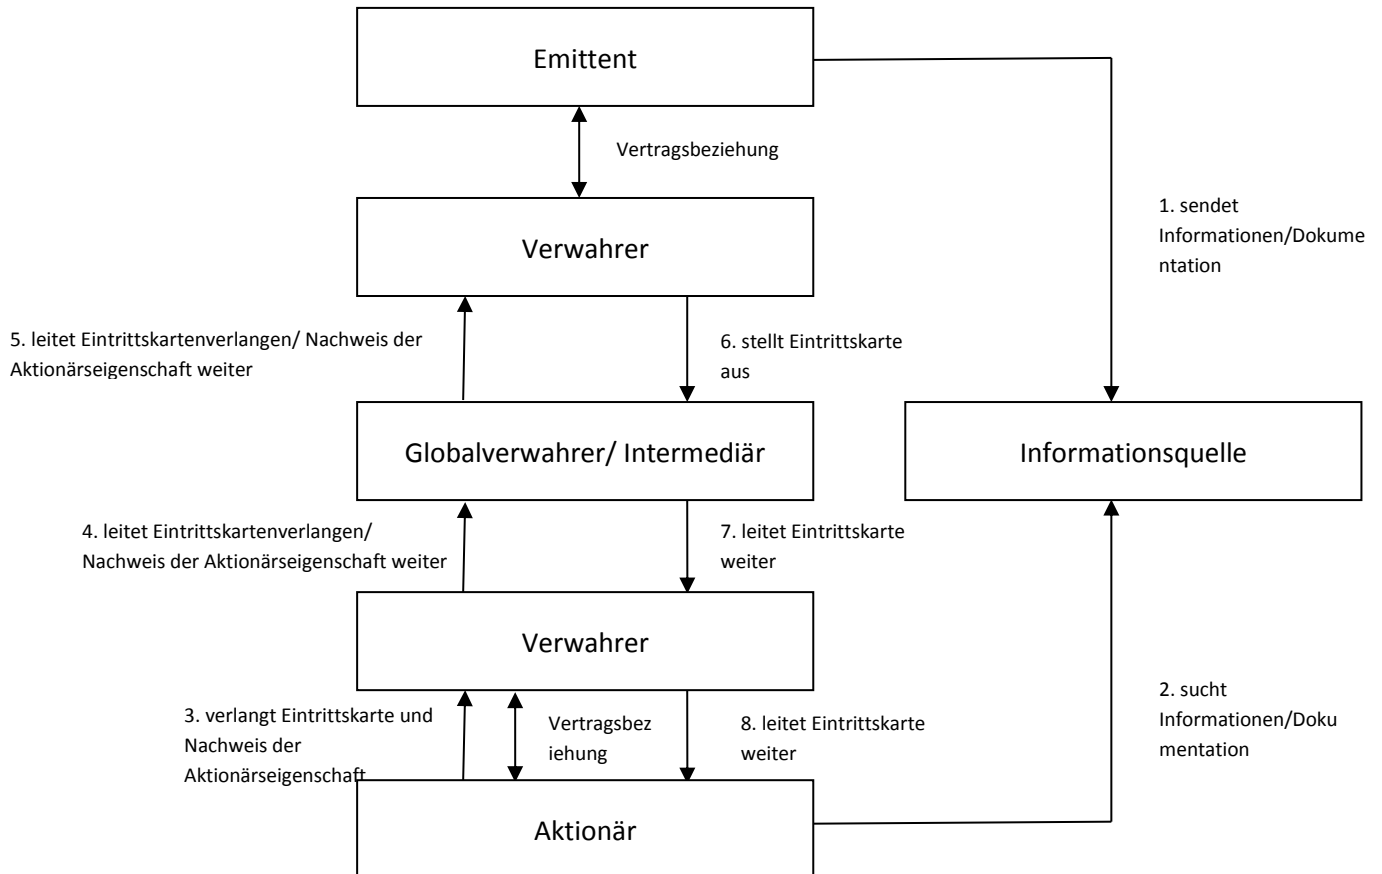 Emittent
Vertragsbeziehung
1. sendet
Informationen/Dokume
ntation
Verwahrer
5. leitet Eintrittskartenverlangen/ Nachweis der
Aktionärseigenschaft weiter
6. stellt Eintrittskarte
aus
Globalverwahrer/ Intermediär
Informationsquelle
4. leitet Eintrittskartenverlangen/
Nachweis der Aktionärseigenschaft weiter
7. leitet Eintrittskarte
weiter
Verwahrer
3. verlangt Eintrittskarte und
Nachweis der
Aktionärseigenschaft
Vertragsbez
iehung
8. leitet Eintrittskarte
weiter
2. sucht
Informationen/Doku
mentation
Aktionär